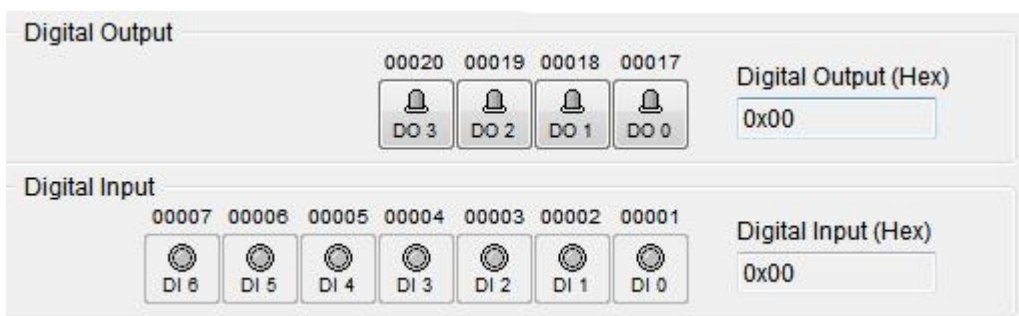 Digital Output
00020 00019 00018 00017
DO 3 DO 2 DO 1 DO 0
Digital Output (Hex)
0x00
Digital Input
00007 00006 00005 00004 00003 00002 00001
DI 6 DI 5 DI 4 DI 3 DI 2 DI 1 DI 0
Digital Input (Hex)
0x00